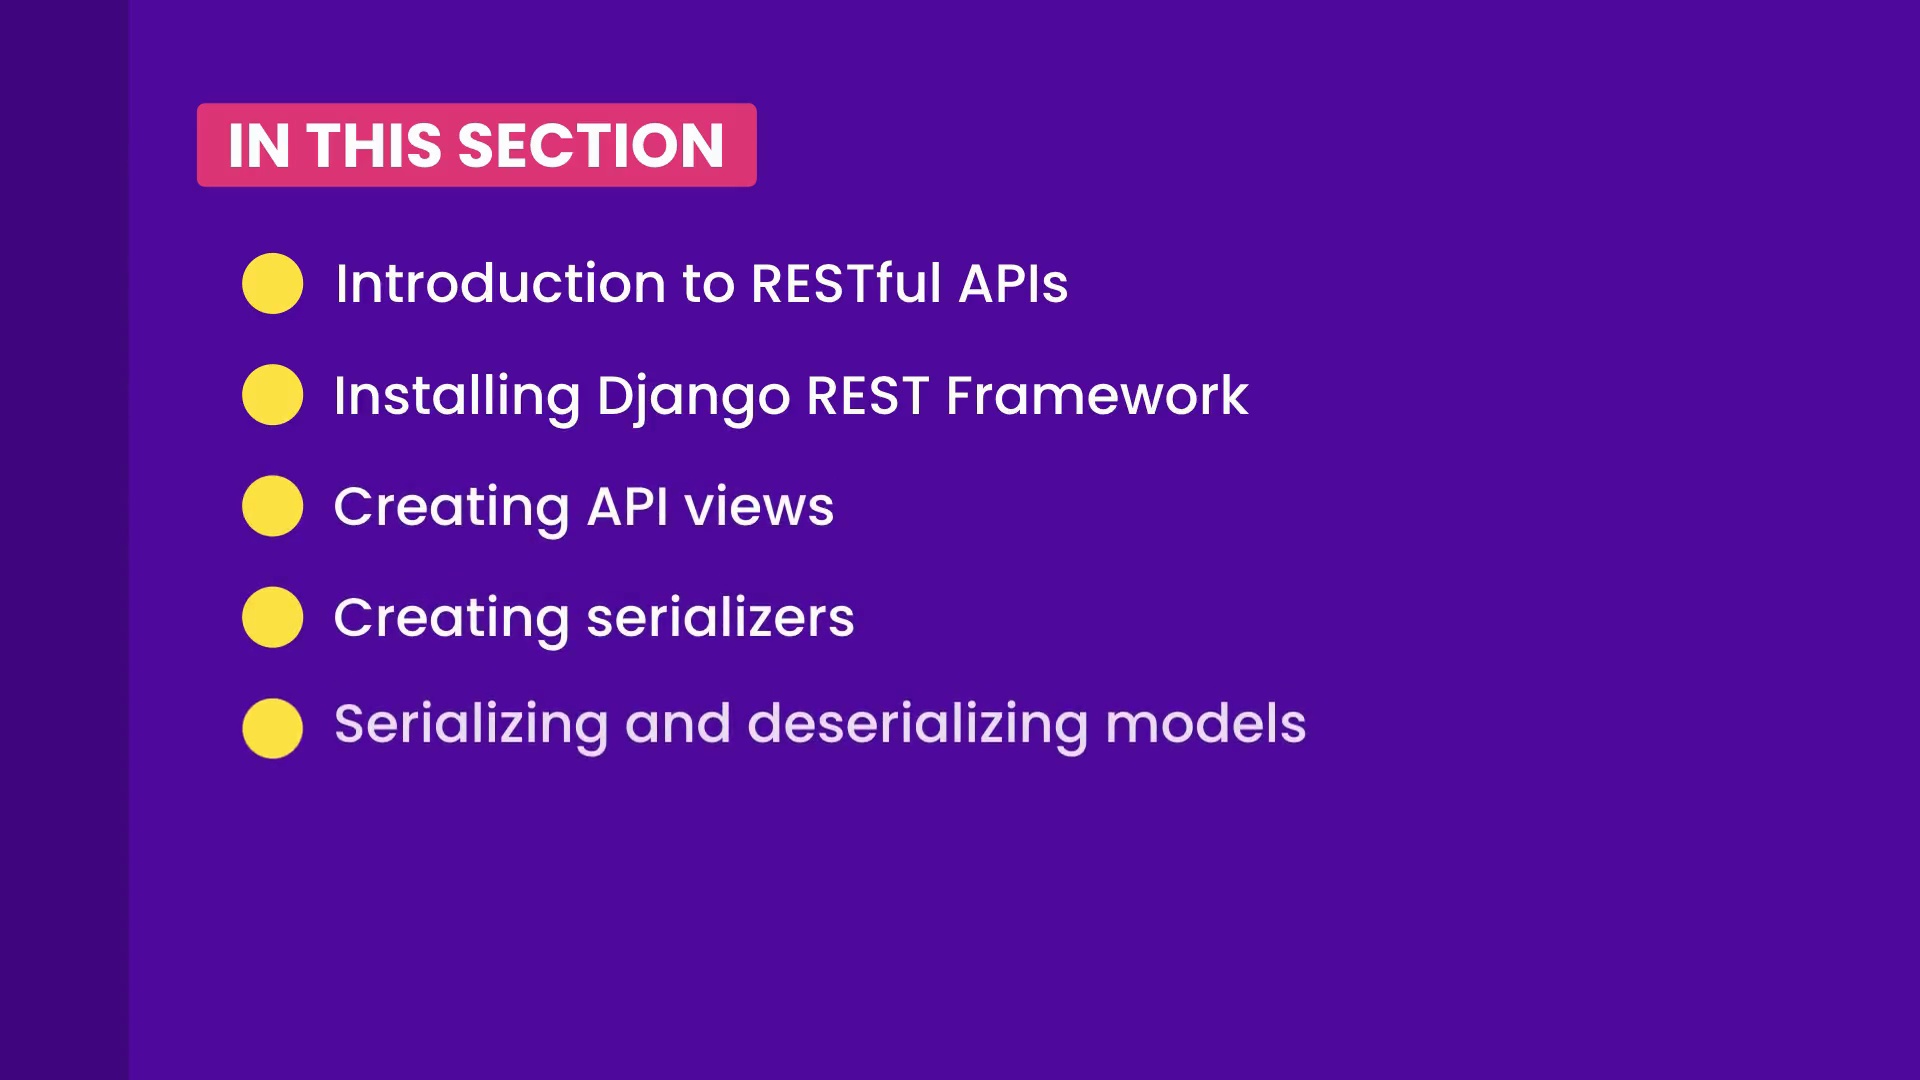 IN THIS SECTION
Introduction to RESTful APIs
Installing Django REST Framework
Creating API views
Creating serializers
Serializing and deserializing models